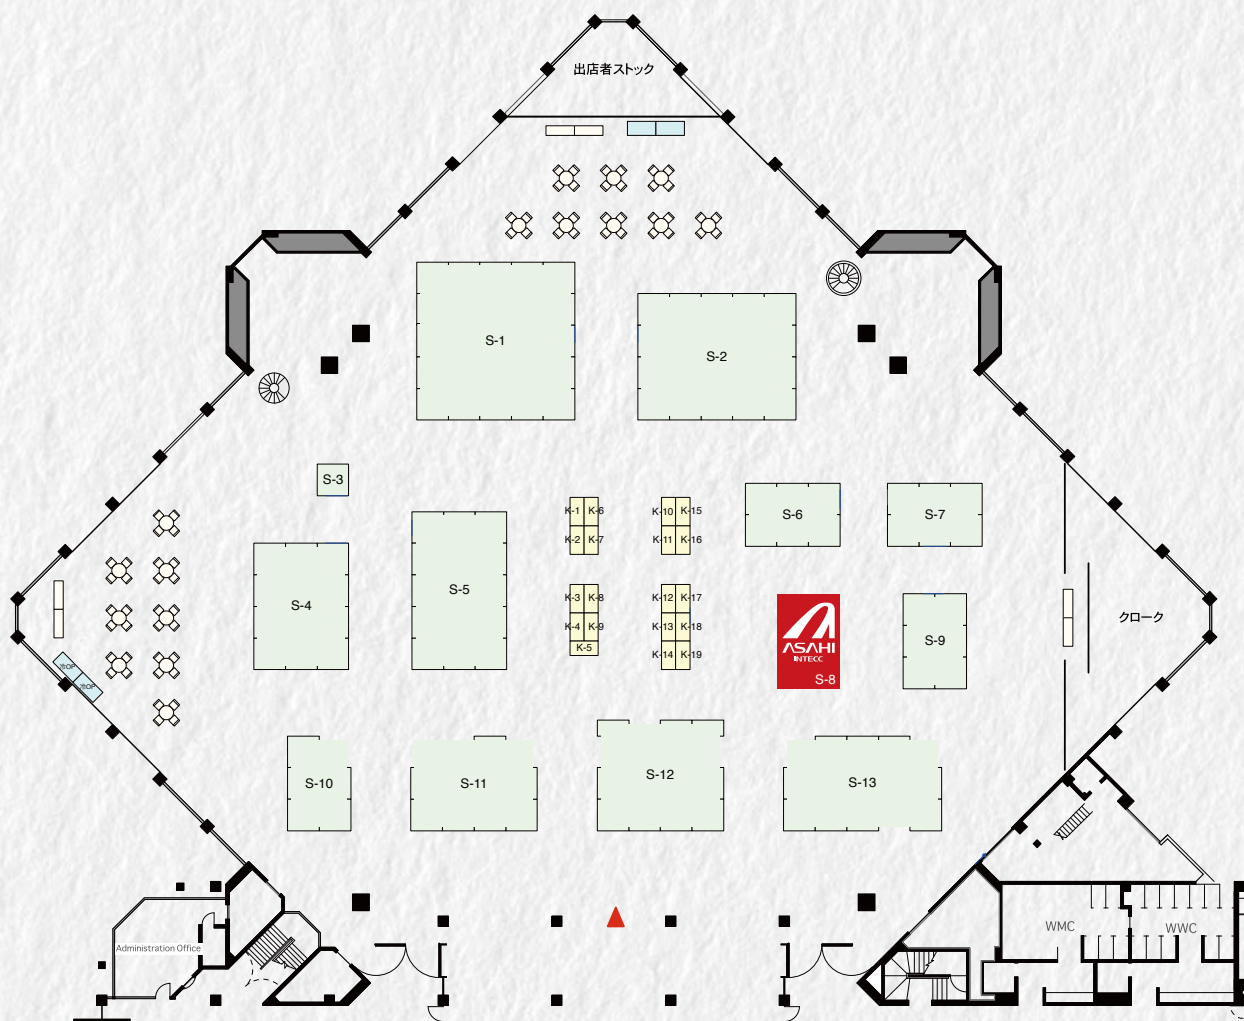 出店者ストック
S-1
S-2
S-3
K-1 K-6
K-10 K-15
S-6
S-7
K-2 K-7
K-11 K-16
S-4
S-5
K-3 K-8
K-12 K-17
K-4 K-9
K-13 K-18
K-5
K-14 K-19
ASAHI
INTECC
S-8
S-9
クローク
S-10
S-11
S-12
S-13
Administration Office
WMC
WWC